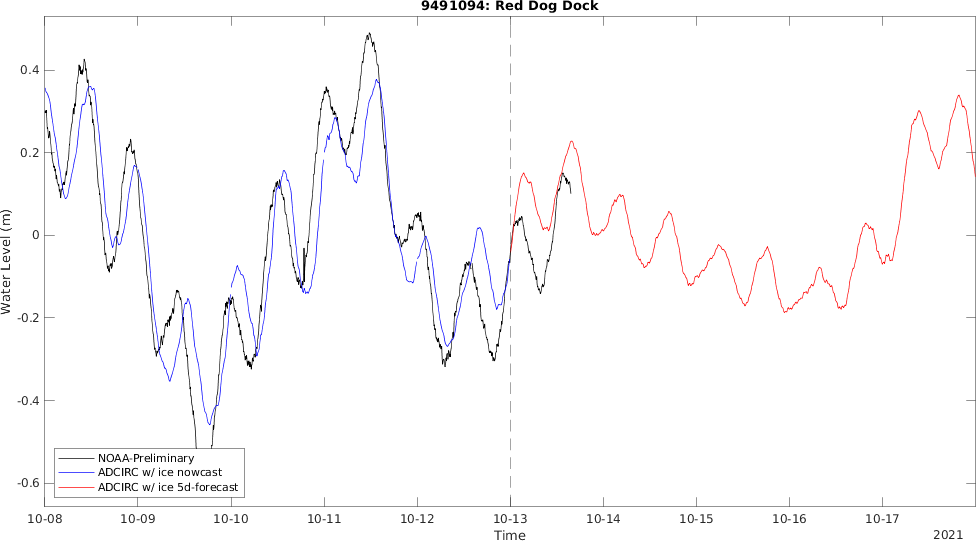 9491094: Red Dog Dock
Water Level (m)
0.4
0.2
0
-0.2
-0.4
-0.6
NOAA-Preliminary
ADCIRC w/ ice nowcast
ADCIRC w/ ice 5d-forecast
10-08 10-09 10-10 10-11 10-12 10-13 10-14 10-15 10-16 10-17
Time
2021